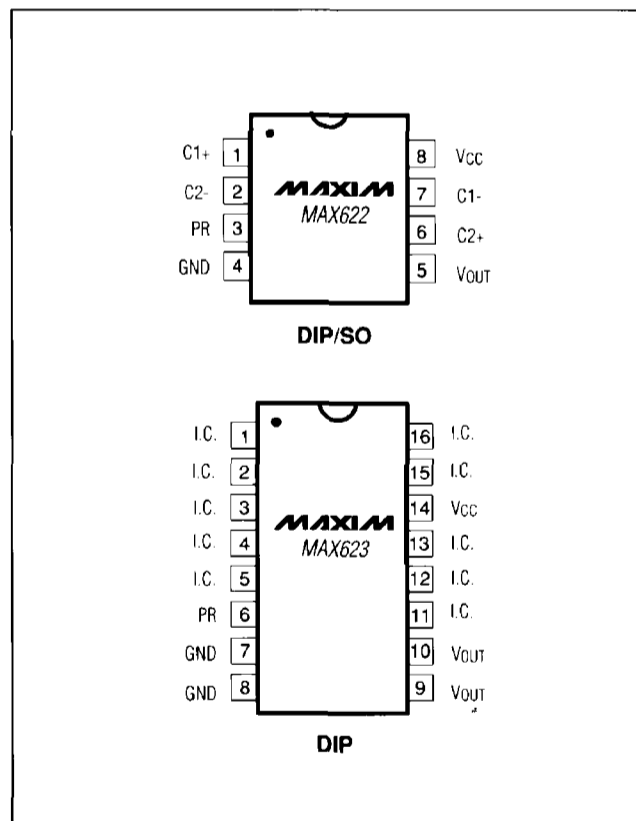 C1+ 1 8 VCC
C2- 2 MAXIM 7 C1-
MAX622
PR 3 6 C2+
GND 4 5 VOUT
DIP/SO
I.C. 1 16 I.C.
I.C. 2 15 I.C.
I.C. 3 14 VCC
MAXIM
I.C. 4 13 I.C.
MAX623
I.C. 5 12 I.C.
PR 6 11 I.C.
GND 7 10 VOUT
GND 8 9 VOUT
DIP